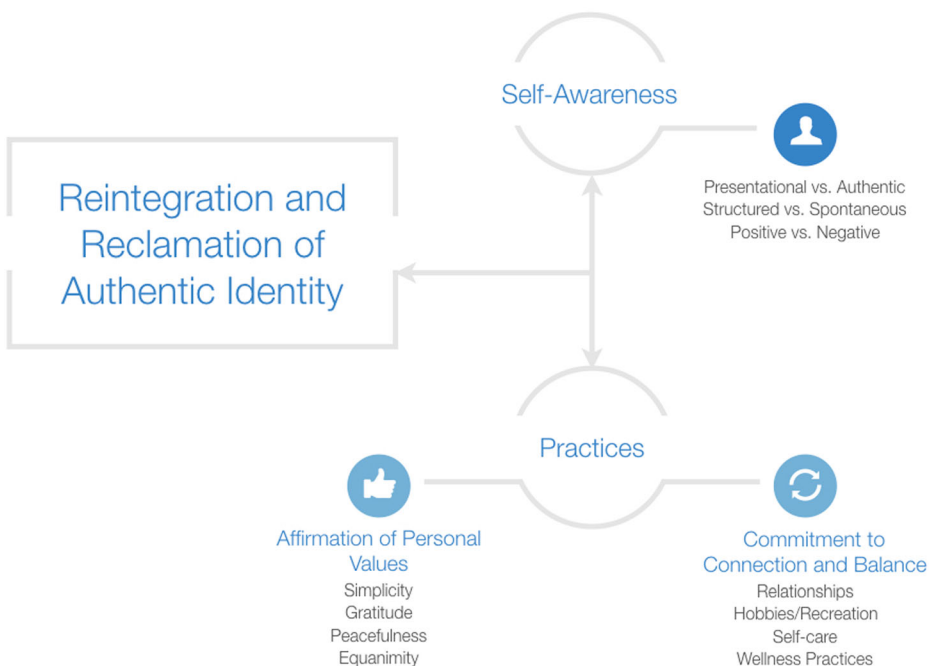 Self-Awareness
Presentational vs. Authentic
Structured vs. Spontaneous
Positive vs. Negative
Reintegration and
Reclamation of
Authentic Identity
Practices
Affirmation of Personal
Values
Simplicity
Gratitude
Peacefulness
Equanimity
Commitment to
Connection and Balance
Relationships
Hobbies/Recreation
Self-care
Wellness Practices